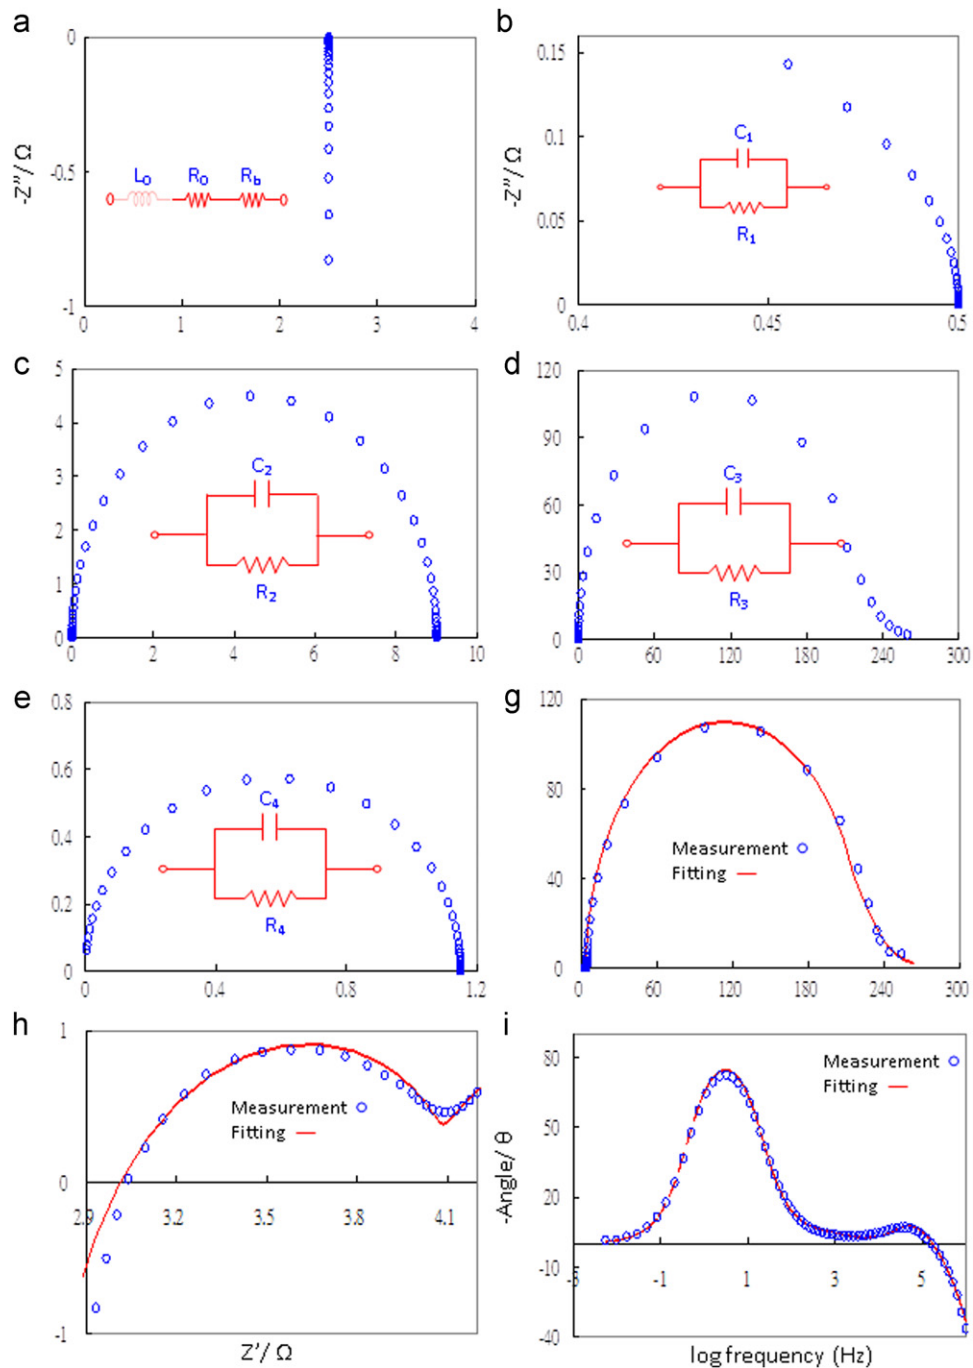 a
0
-0.5
-1
-Z"/ Ω
L₀ R₀ R_b
0 1 2 3 4
b
0.15
0.1
0.05
0
-Z"/ Ω
C₁
R₁
0.4 0.45 0.5
c
5
4
3
2
1
0
C₂
R₂
0 2 4 6 8 10
d
120
90
60
30
0
C₃
R₃
0 60 120 180 240 300
e
0.8
0.6
0.4
0.2
0
C₄
R₄
0 0.4 0.8 1.2
g
120
80
40
0
Measurement
Fitting
0 60 120 180 240 300
h
1
0
-1
Measurement
Fitting
2.9 3.2 3.5 3.8 4.1
Z'/ Ω
i
80
50
20
-10
-40
-Angle/ θ
Measurement
Fitting
-3 -1 1 3 5
log frequency (Hz)